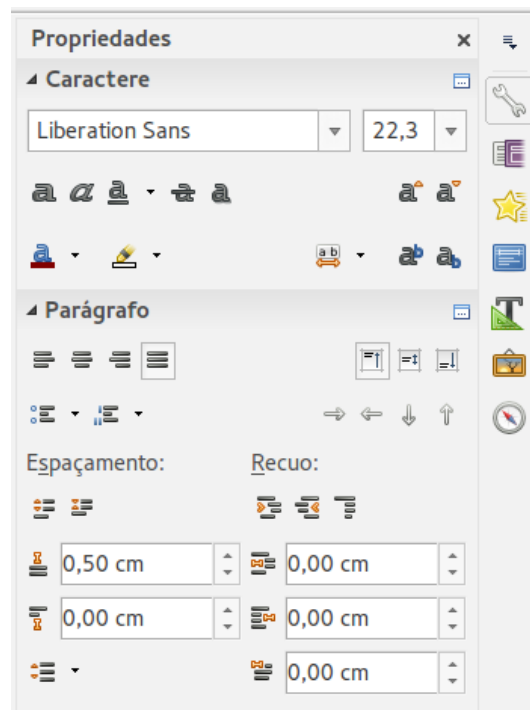 Propriedades
Caractere
Liberation Sans 22,3
Parágrafo
Espaçamento: Recuo:
0,50 cm 0,00 cm
0,00 cm 0,00 cm
0,00 cm